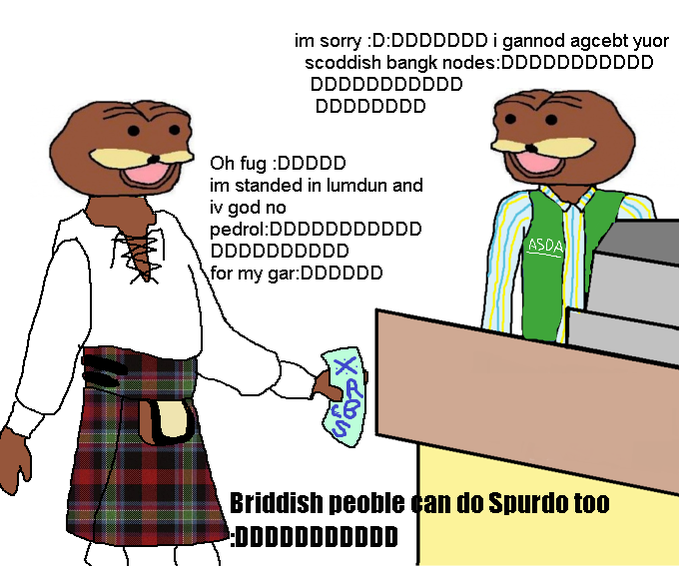 im sorry :D:DDDDDDD i gannod agcebt yuor
scoddish bangk nodes:DDDDDDDDDDD
DDDDDDDDDDD
DDDDDDDD
Oh fug :DDDDD
im standed in lumdun and
iv god no
pedrol:DDDDDDDDDDD
DDDDDDDDDD
for my gar:DDDDDD
ASDA
Briddish peoble can do Spurdo too
:DDDDDDDDDDD